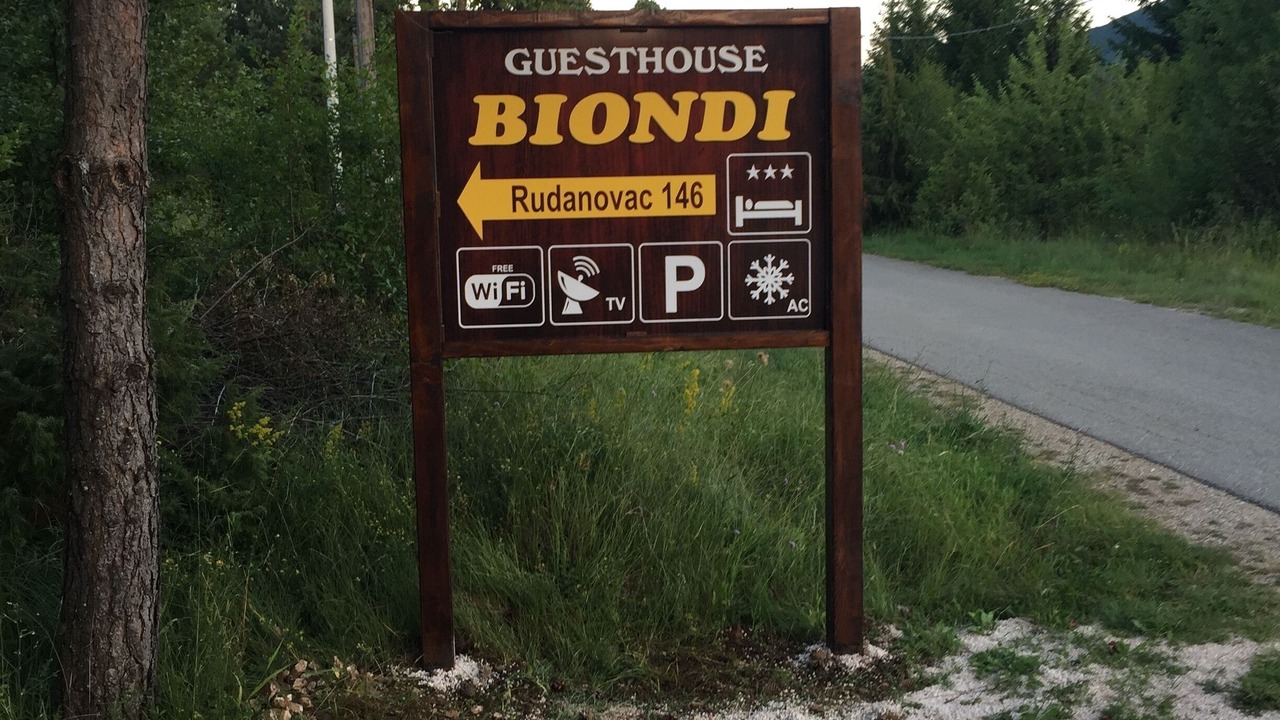 GUESTHOUSE
BIONDI
Rudanovac 146
FREE
WiFi
TV
P
AC